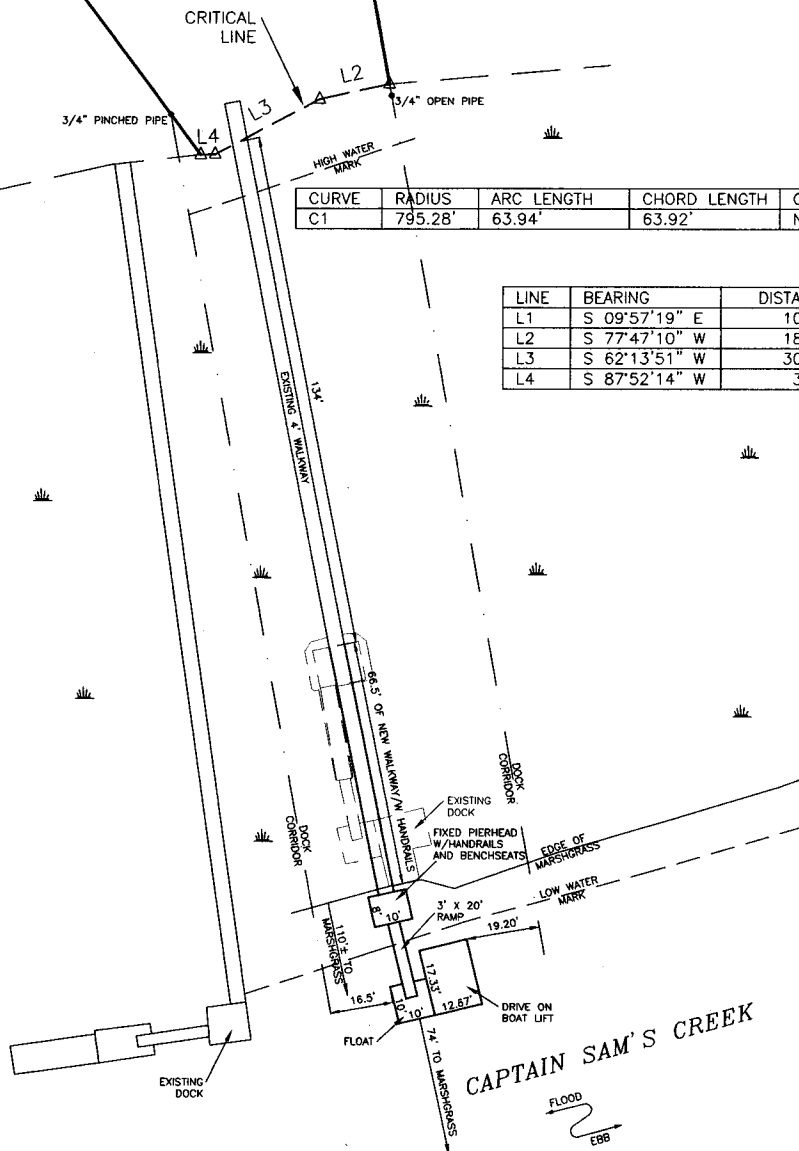 CRITICAL
LINE
L2
L3
L4
3/4" PINCHED PIPE
3/4" OPEN PIPE
HIGH WATER
MARK
CURVE RADIUS ARC LENGTH CHORD LENGTH
C1 795.28' 63.94' 63.92'
LINE BEARING
L1 S 09°57'19" E
L2 S 77°47'10" W
L3 S 62°13'51" W
L4 S 87°52'14" W
134'
EXISTING 4' WALKWAY
66.5' OF NEW WALKWAY/W HANDRAILS
DOCK
CORRIDOR
DOCK
CORRIDOR
EXISTING
DOCK
FIXED PIERHEAD
W/HANDRAILS
AND BENCHSEATS
EDGE OF
MARSHGRASS
LOW WATER
MARK
3' X 20'
RAMP
8'
10'
19.20'
110'± TO
MARSHGRASS
16.5'
17.33'
12.67'
10'
10'
DRIVE ON
BOAT LIFT
FLOAT
74' TO MARSHGRASS
EXISTING
DOCK
CAPTAIN SAM'S CREEK
FLOOD
EBB